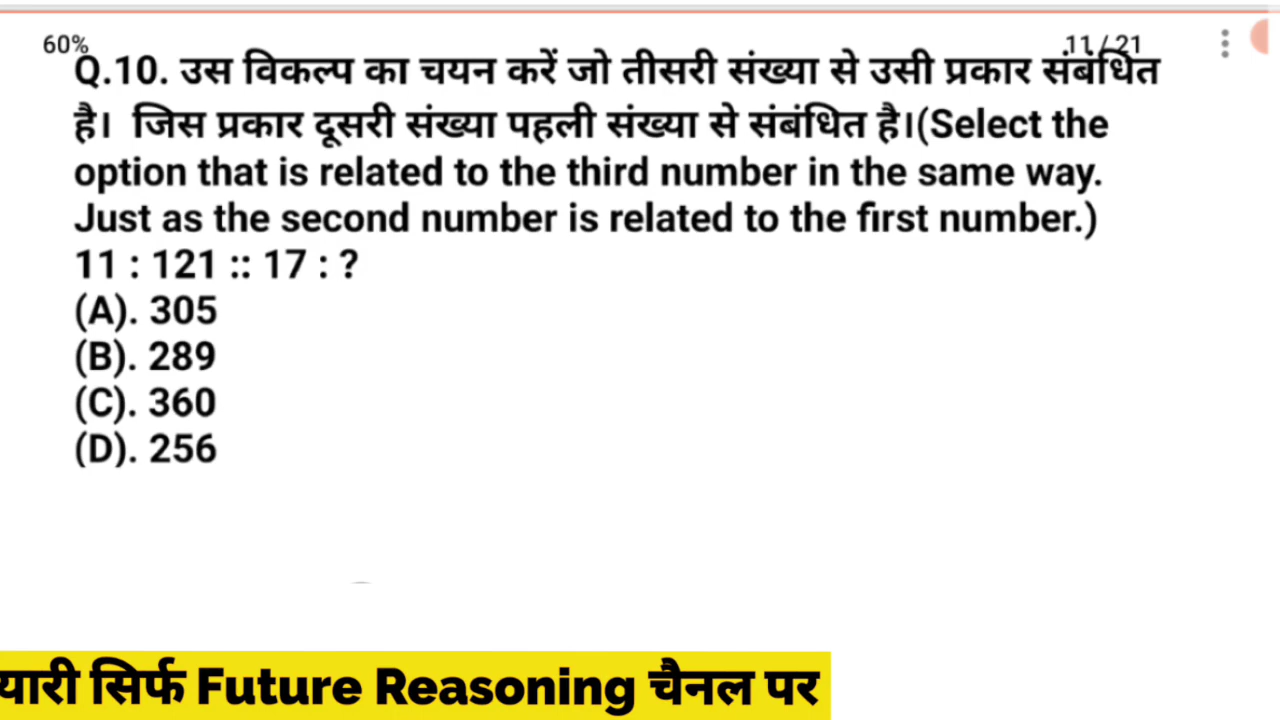 60%
11/21
Q.10. उस विकल्प का चयन करें जो तीसरी संख्या से उसी प्रकार संबंधित
है। जिस प्रकार दूसरी संख्या पहली संख्या से संबंधित है।(Select the
option that is related to the third number in the same way.
Just as the second number is related to the first number.)
11 : 121 :: 17 : ?
(A). 305
(B). 289
(C). 360
(D). 256
सिर्फ Future Reasoning चैनल पर